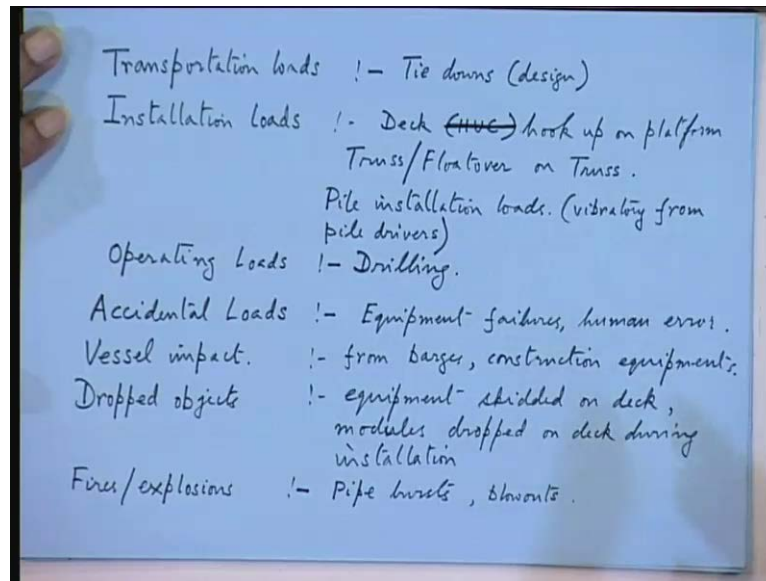 Transportation loads :- Tie downs (design)
Installation Loads :- Deck (HUC) hook up on platform
Truss/Floatover on Truss.
Pile installation loads. (vibratory from
pile drivers)
Operating Loads :- Drilling.
Accidental Loads :- Equipment failures, human error.
Vessel impact. :- from barges, construction equipments.
Dropped objects :- equipment skidded on deck,
modules dropped on deck during
installation
Fires/explosions :- Pipe bursts, blowouts.